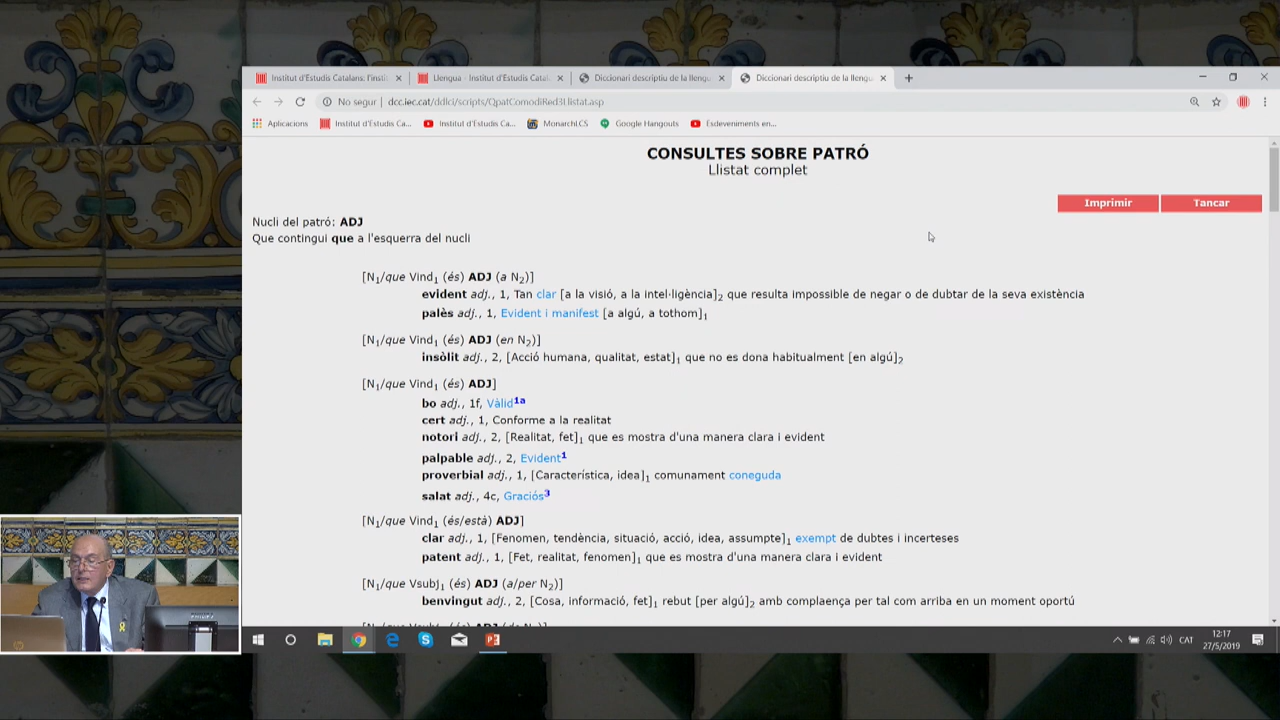 Institut d'Estudis Catalans: l'insti
Llengua - Institut d'Estudis Catala
Diccionari descriptiu de la llengu
Diccionari descriptiu de la llengu
No segur | dcc.iec.cat/ddlci/scripts/QpatComodiRed3Llistat.asp
Aplicacions
Institut d'Estudis Ca...
Institut d'Estudis Ca...
MonarchLCS
Google Hangouts
Esdeveniments en...
CONSULTES SOBRE PATRÓ
Llistat complet
Imprimir
Tancar
Nucli del patró: ADJ
Que contingui que a l'esquerra del nucli
[N1/que Vind1 (és) ADJ (a N2)]
evident adj., 1, Tan clar [a la visió, a la intel·ligència]2 que resulta impossible de negar o de dubtar de la seva existència
palès adj., 1, Evident i manifest [a algú, a tothom]1
[N1/que Vind1 (és) ADJ (en N2)]
insòlit adj., 2, [Acció humana, qualitat, estat]1 que no es dona habitualment [en algú]2
[N1/que Vind1 (és) ADJ]
bo adj., 1f, Vàlid1a
cert adj., 1, Conforme a la realitat
notori adj., 2, [Realitat, fet]1 que es mostra d'una manera clara i evident
palpable adj., 2, Evident1
proverbial adj., 1, [Característica, idea]1 comunament coneguda
salat adj., 4c, Graciós3
[N1/que Vind1 (és/està) ADJ]
clar adj., 1, [Fenomen, tendència, situació, acció, idea, assumpte]1 exempt de dubtes i incerteses
patent adj., 1, [Fet, realitat, fenomen]1 que es mostra d'una manera clara i evident
[N1/que Vsubj1 (és) ADJ (a/per N2)]
benvingut adj., 2, [Cosa, informació, fet]1 rebut [per algú]2 amb complaença per tal com arriba en un moment oportú
CAT
12:17
27/5/2019